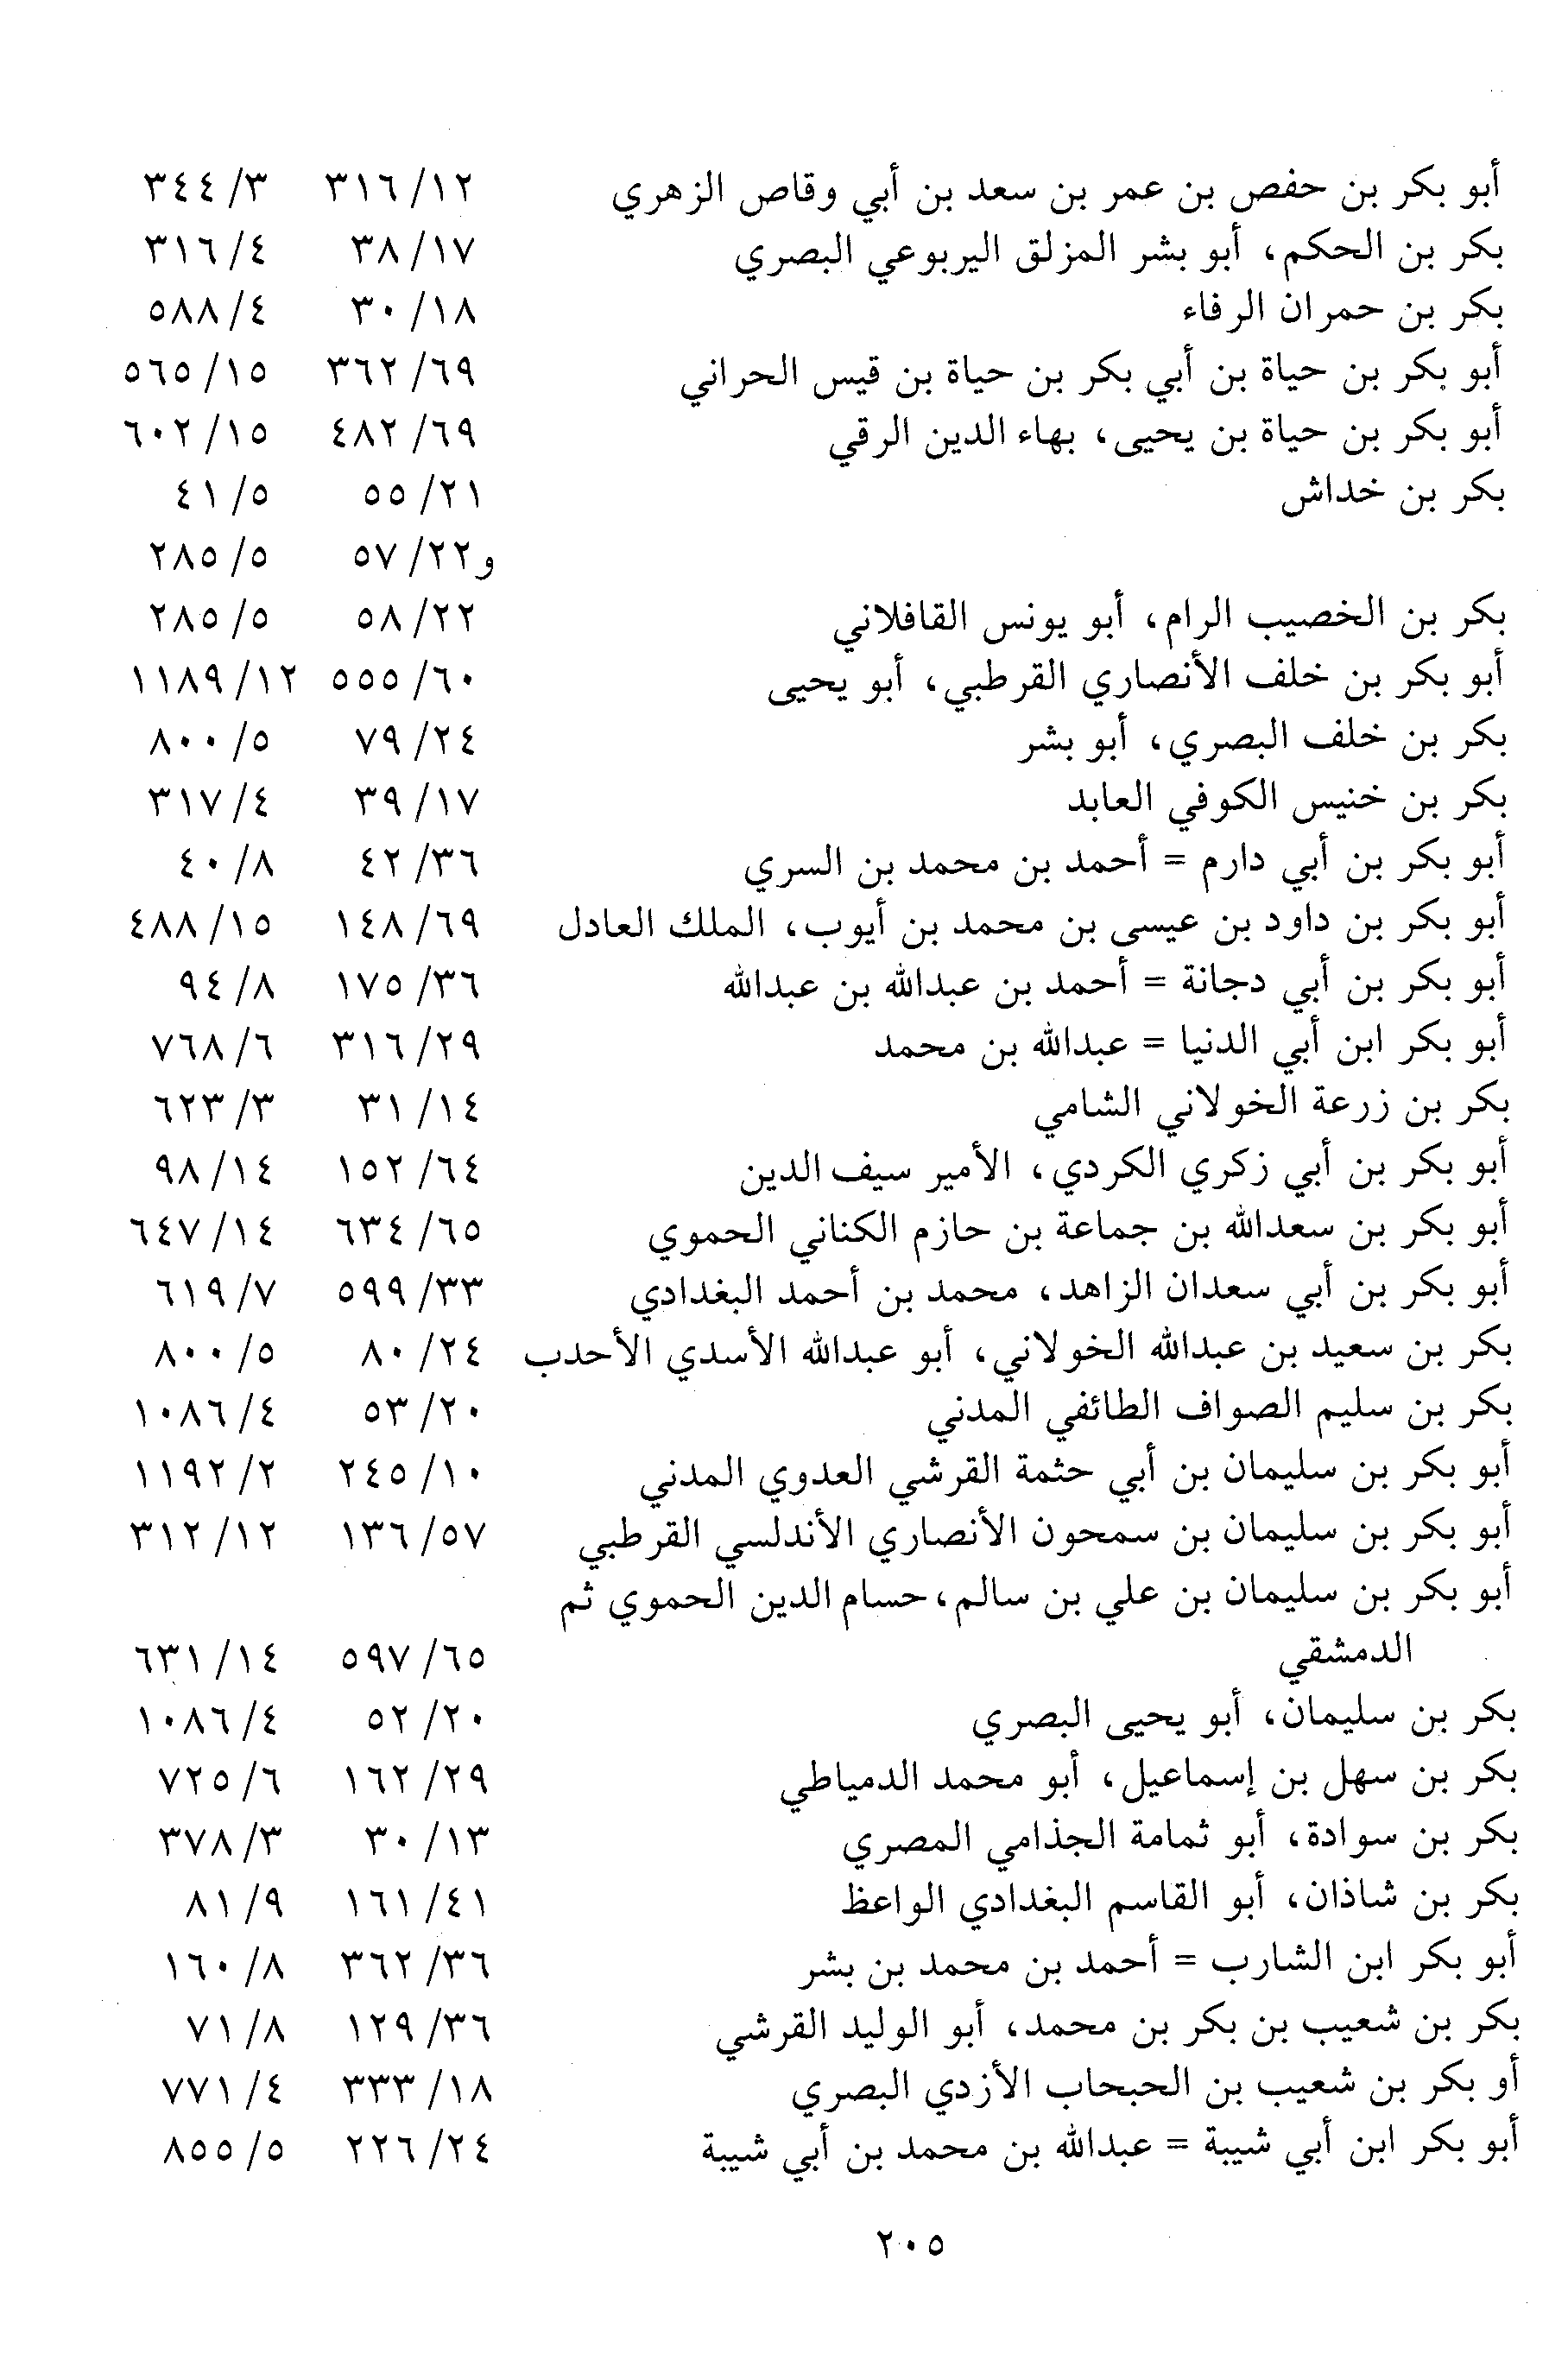 أبو بكر بن حفص بن عمر بن سعد بن أبي وقاص الزهري ١٢/ ٣١٦ ٣/ ٣٤٤
بكر بن الحكم، أبو بشر المزلق اليربوعي البصري ١٧/ ٣٨ ٤/ ٣١٦
بكر بن حمران الرفاء ١٨/ ٣٠ ٤/ ٥٨٨
أبو بكر بن حياة بن أبي بكر بن حياة بن قيس الحراني ٦٩/ ٣٦٢ ١٥/ ٥٦٥
أبو بكر بن حياة بن يحيى، بهاء الدين الرقي ٦٩/ ٤٨٢ ١٥/ ٦٠٢
بكر بن خداش ٢١/ ٥٥ ٥/ ٤١
و٢٢/ ٥٧ ٥/ ٢٨٥
بكر بن الخصيب الرام، أبو يونس القافلاني ٢٢/ ٥٨ ٥/ ٢٨٥
أبو بكر بن خلف الأنصاري القرطبي، أبو يحيى ٦٠/ ٥٥٥ ١٢/ ١١٨٩
بكر بن خلف البصري، أبو بشر ٢٤/ ٧٩ ٥/ ٨٠٠
بكر بن خنيس الكوفي العابد ١٧/ ٣٩ ٤/ ٣١٧
أبو بكر بن أبي دارم = أحمد بن محمد بن السري ٣٦/ ٤٢ ٨/ ٤٠
أبو بكر بن داود بن عيسى بن محمد بن أيوب، الملك العادل ٦٩/ ١٤٨ ١٥/ ٤٨٨
أبو بكر بن أبي دجانة = أحمد بن عبدالله بن عبدالله ٣٦/ ١٧٥ ٨/ ٩٤
أبو بكر ابن أبي الدنيا = عبدالله بن محمد ٢٩/ ٣١٦ ٦/ ٧٦٨
بكر بن زرعة الخولاني الشامي ١٤/ ٣١ ٣/ ٦٢٣
أبو بكر بن أبي زكري الكردي، الأمير سيف الدين ٦٤/ ١٥٢ ١٤/ ٩٨
أبو بكر بن سعدالله بن جماعة بن حازم الكناني الحموي ٦٥/ ٦٣٤ ١٤/ ٦٤٧
أبو بكر بن أبي سعدان الزاهد، محمد بن أحمد البغدادي ٣٣/ ٥٩٩ ٧/ ٦١٩
بكر بن سعيد بن عبدالله الخولاني، أبو عبدالله الأسدي الأحدب ٢٤/ ٨٠ ٥/ ٨٠٠
بكر بن سليم الصواف الطائفي المدني ٢٠/ ٥٣ ٤/ ١٠٨٦
أبو بكر بن سليمان بن أبي حثمة القرشي العدوي المدني ١٠/ ٢٤٥ ٢/ ١١٩٢
أبو بكر بن سليمان بن سمحون الأنصاري الأندلسي القرطبي ٥٧/ ١٣٦ ١٢/ ٣١٢
أبو بكر بن سليمان بن علي بن سالم، حسام الدين الحموي ثم
الدمشقي ٦٥/ ٥٩٧ ١٤/ ٦٣١
بكر بن سليمان، أبو يحيى البصري ٢٠/ ٥٢ ٤/ ١٠٨٦
بكر بن سهل بن إسماعيل، أبو محمد الدمياطي ٢٩/ ١٦٢ ٦/ ٧٢٥
بكر بن سوادة، أبو ثمامة الجذامي المصري ١٣/ ٣٠ ٣/ ٣٧٨
بكر بن شاذان، أبو القاسم البغدادي الواعظ ٤١/ ١٦١ ٩/ ٨١
أبو بكر ابن الشارب = أحمد بن محمد بن بشر ٣٦/ ٣٦٢ ٨/ ١٦٠
بكر بن شعيب بن بكر بن محمد، أبو الوليد القرشي ٣٦/ ١٢٩ ٨/ ٧١
أو بكر بن شعيب بن الحبحاب الأزدي البصري ١٨/ ٣٣٣ ٤/ ٧٧١
أبو بكر ابن أبي شيبة = عبدالله بن محمد بن أبي شيبة ٢٤/ ٢٢٦ ٥/ ٨٥٥
٢٠٥